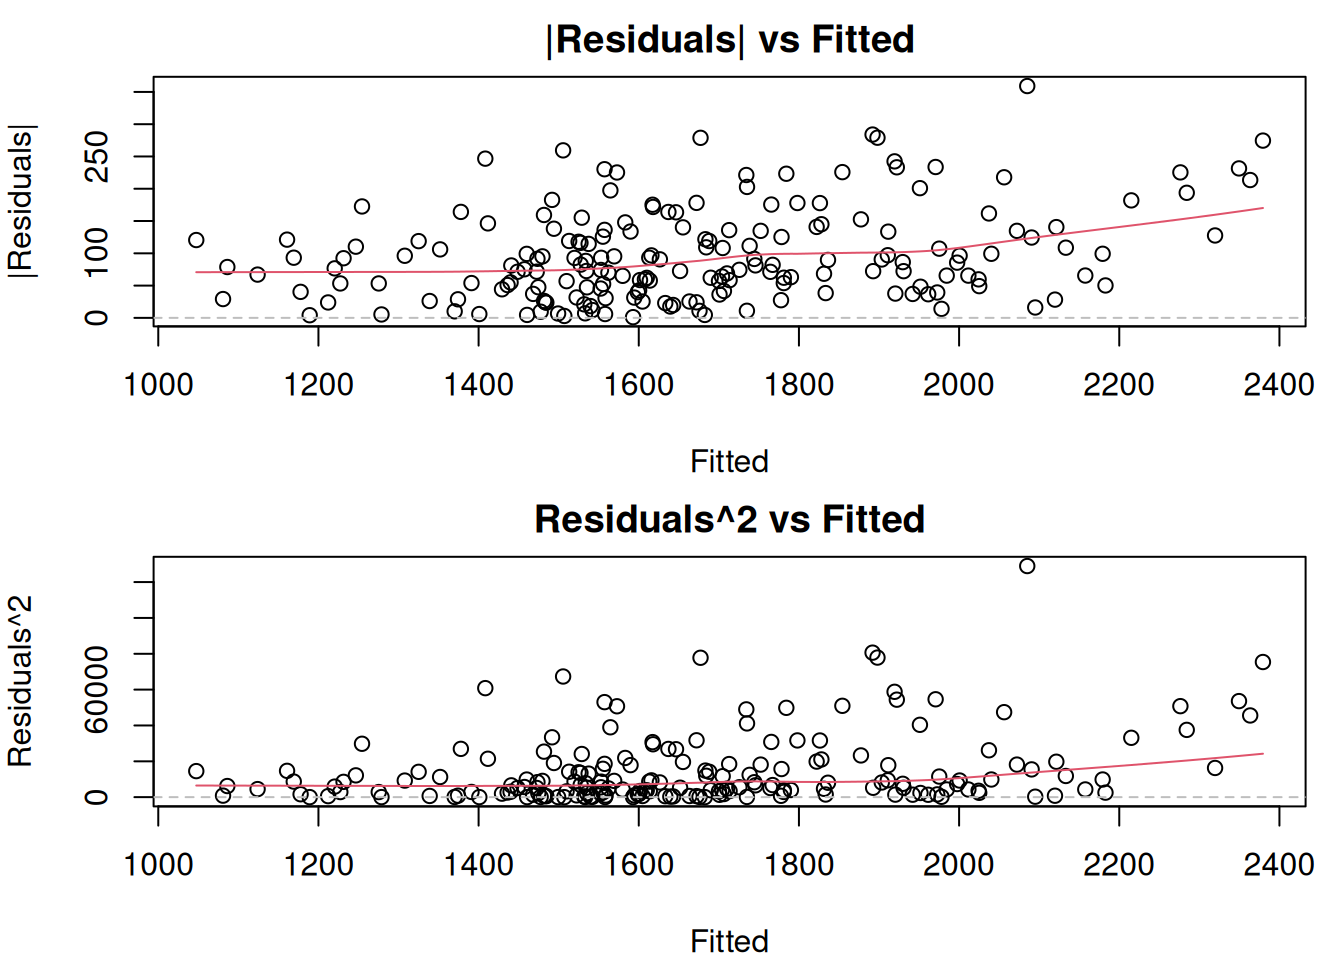 |Residuals| vs Fitted
|Residuals|
250
100
0
1000 1200 1400 1600 1800 2000 2200 2400
Fitted
Residuals^2 vs Fitted
Residuals^2
60000
0
1000 1200 1400 1600 1800 2000 2200 2400
Fitted